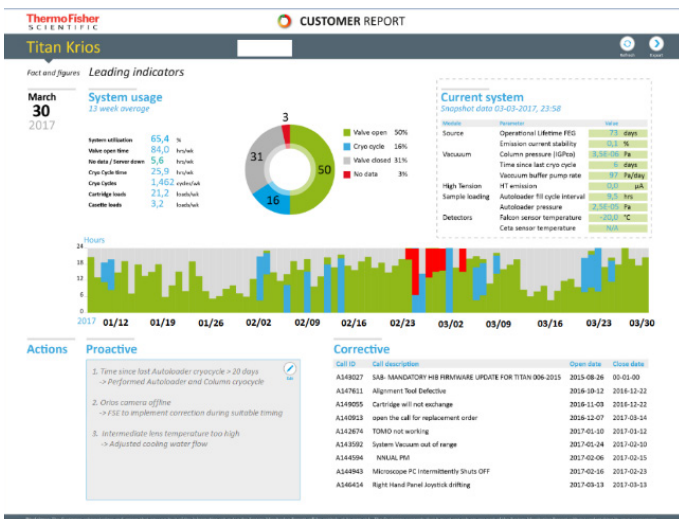 ThermoFisher
SCIENTIFIC
CUSTOMER REPORT
Titan Krios
Refresh
Export
Fact and figures Leading indicators
March
30
2017
System usage
13 week average
System utilization 65,4 %
Valve open time 84,0 hrs/wk
No data / Server down 5,6 hrs/wk
Cryo Cycle time 25,9 hrs/wk
Cryo Cycles 1,462 cycles/wk
Cartridge loads 21,2 loads/wk
Casette loads 3,2 loads/wk
3
31
50
16
Valve open 50%
Cryo cycle 16%
Valve closed 31%
No data 3%
Current system
Snapshot data 03-03-2017, 23:58
Module Parameter Value
Source Operational Lifetime FEG 73 days
Emission current stability 0,1 %
Vacuuum Column pressure (IGPco) 3,5E-06 Pa
Time since last cryo cycle 6 days
Vacuum buffer pump rate 97 Pa/day
High Tension HT emission 0,0 µA
Sample loading Autoloader fill cycle interval 9,5 hrs
Autoloader pressure 2,5E-05 Pa
Detectors Falcon sensor temperature -20,0 °C
Ceta sensor temperature N/A
Hours
24
18
12
6
0
2017 01/12 01/19 01/26 02/02 02/09 02/16 02/23 03/02 03/09 03/16 03/23 03/30
Actions
Proactive
1. Time since last Autoloader cryocycle > 20 days
-> Performed Autoloader and Column cryocycle
2. Orios camera offline
-> FSE to implement correction during suitable timing
3. Intermediate lens temperature too high
-> Adjusted cooling water flow
Corrective
Call ID Call description Open date Close date
A143027 SAB- MANDATORY HIB FIRMWARE UPDATE FOR TITAN 006-2015 2015-08-26 00-01-00
A147611 Alignment Tool Defective 2016-10-12 2016-12-22
A149055 Cartridge will not exchange 2016-11-03 2016-12-22
A140913 open the call for replacement order 2016-12-07 2017-03-14
A142674 TOMO not working 2017-01-10 2017-01-12
A143592 System Vacuum out of range 2017-01-24 2017-02-10
A144594 NNUAL PM 2017-02-06 2017-02-15
A144943 Microscope PC Intermittently Shuts OFF 2017-02-16 2017-02-23
A146414 Right Hand Panel Joystick drifting 2017-03-13 2017-03-13